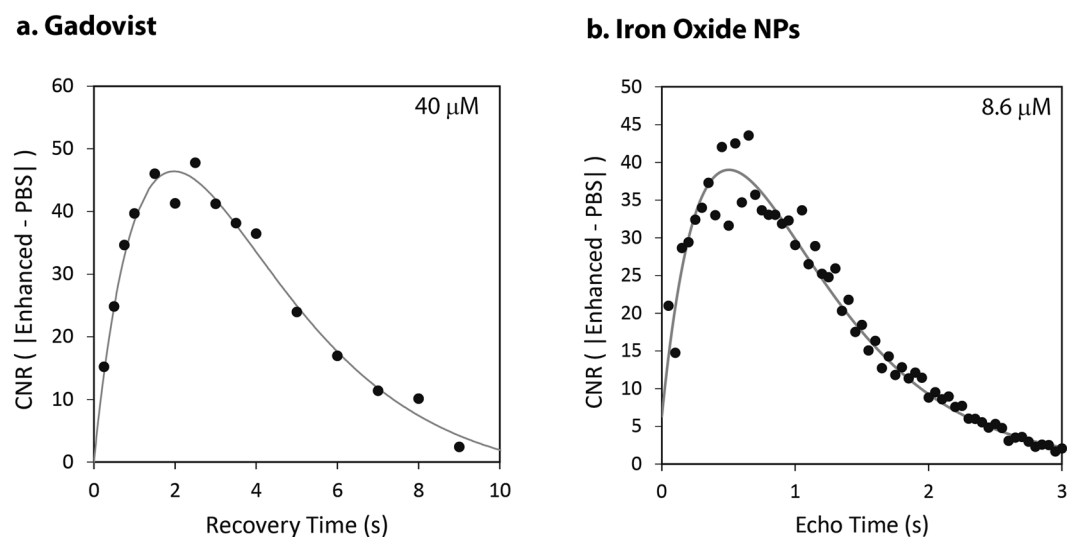 a. Gadovist
60
50
40
30
20
10
0
0 2 4 6 8 10
40 μM
CNR ( |Enhanced - PBS| )
Recovery Time (s)
b. Iron Oxide NPs
50
45
40
35
30
25
20
15
10
5
0
0 1 2 3
8.6 μM
CNR ( |Enhanced - PBS| )
Echo Time (s)